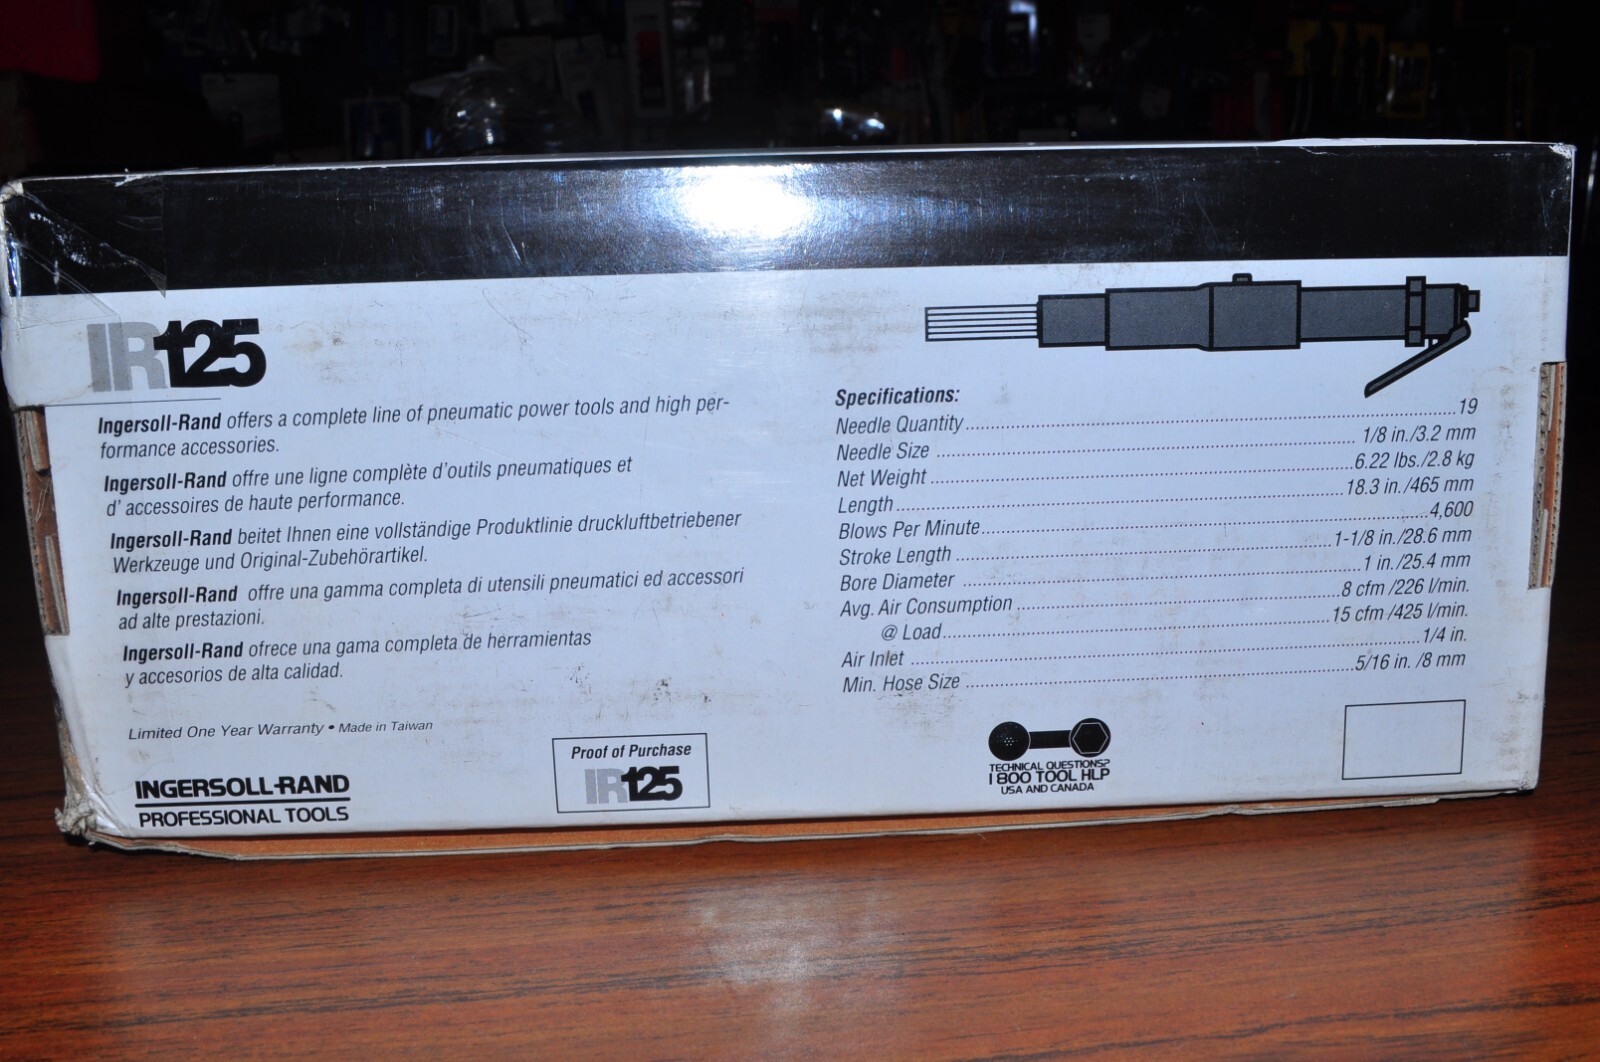 IR125
Ingersoll-Rand offers a complete line of pneumatic power tools and high per-
formance accessories.
Ingersoll-Rand offre une ligne complète d'outils pneumatiques et
d' accessoires de haute performance.
Ingersoll-Rand beitet Ihnen eine vollständige Produktlinie druckluftbetriebener
Werkzeuge und Original-Zubehörartikel.
Ingersoll-Rand offre una gamma completa di utensili pneumatici ed accessori
ad alte prestazioni.
Ingersoll-Rand ofrece una gama completa de herramientas
y accesorios de alta calidad.
Limited One Year Warranty • Made in Taiwan
INGERSOLL-RAND
PROFESSIONAL TOOLS
Proof of Purchase
IR125
Specifications:
Needle Quantity 19
Needle Size 1/8 in./3.2 mm
Net Weight 6.22 lbs./2.8 kg
Length 18.3 in./465 mm
Blows Per Minute 4,600
Stroke Length 1-1/8 in./28.6 mm
Bore Diameter 1 in./25.4 mm
Avg. Air Consumption 8 cfm /226 l/min.
@ Load 15 cfm /425 l/min.
Air Inlet 1/4 in.
Min. Hose Size 5/16 in. /8 mm
TECHNICAL QUESTIONS?
1 800 TOOL HLP
USA AND CANADA